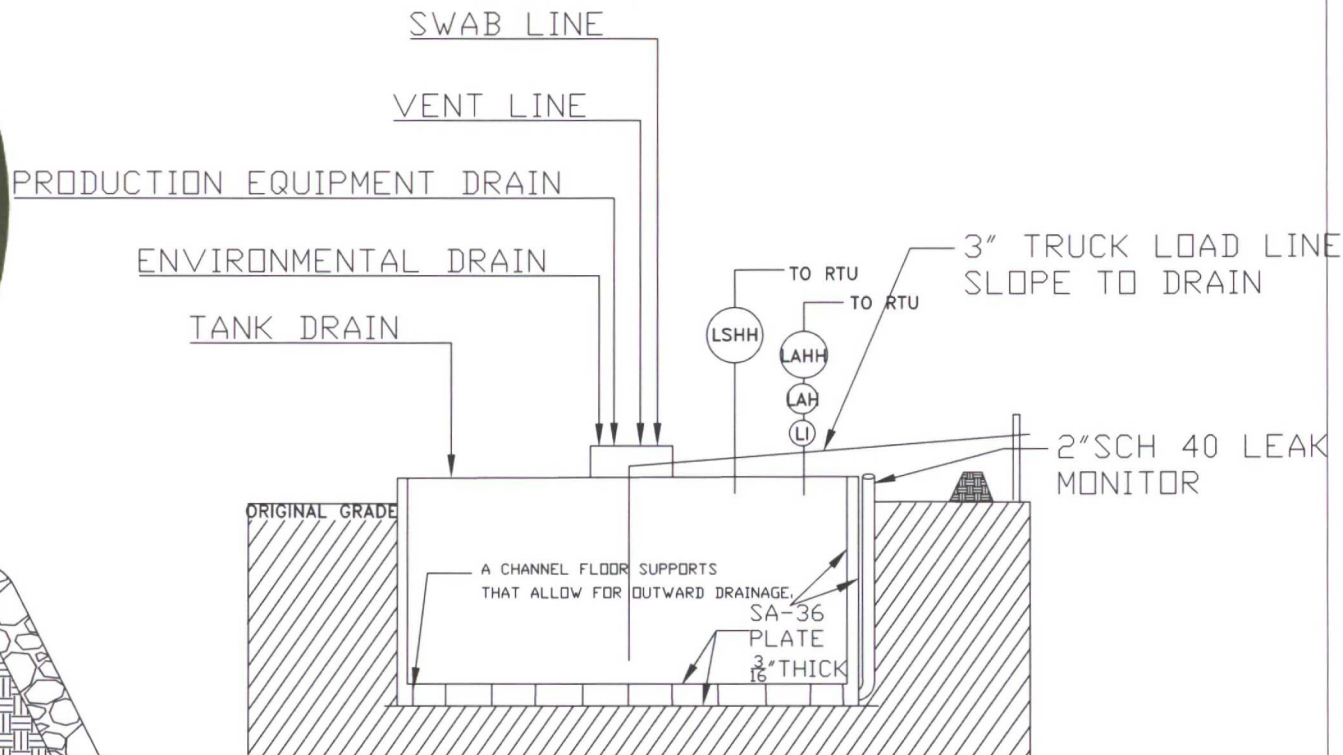 SWAB LINE
VENT LINE
PRODUCTION EQUIPMENT DRAIN
ENVIRONMENTAL DRAIN
TANK DRAIN
TO RTU
TO RTU
3" TRUCK LOAD LINE
SLOPE TO DRAIN
LSHH
LAHH
LAH
LI
2"SCH 40 LEAK
MONITOR
ORIGINAL GRADE
A CHANNEL FLOOR SUPPORTS
THAT ALLOW FOR OUTWARD DRAINAGE.
SA-36
PLATE
3/16"THICK